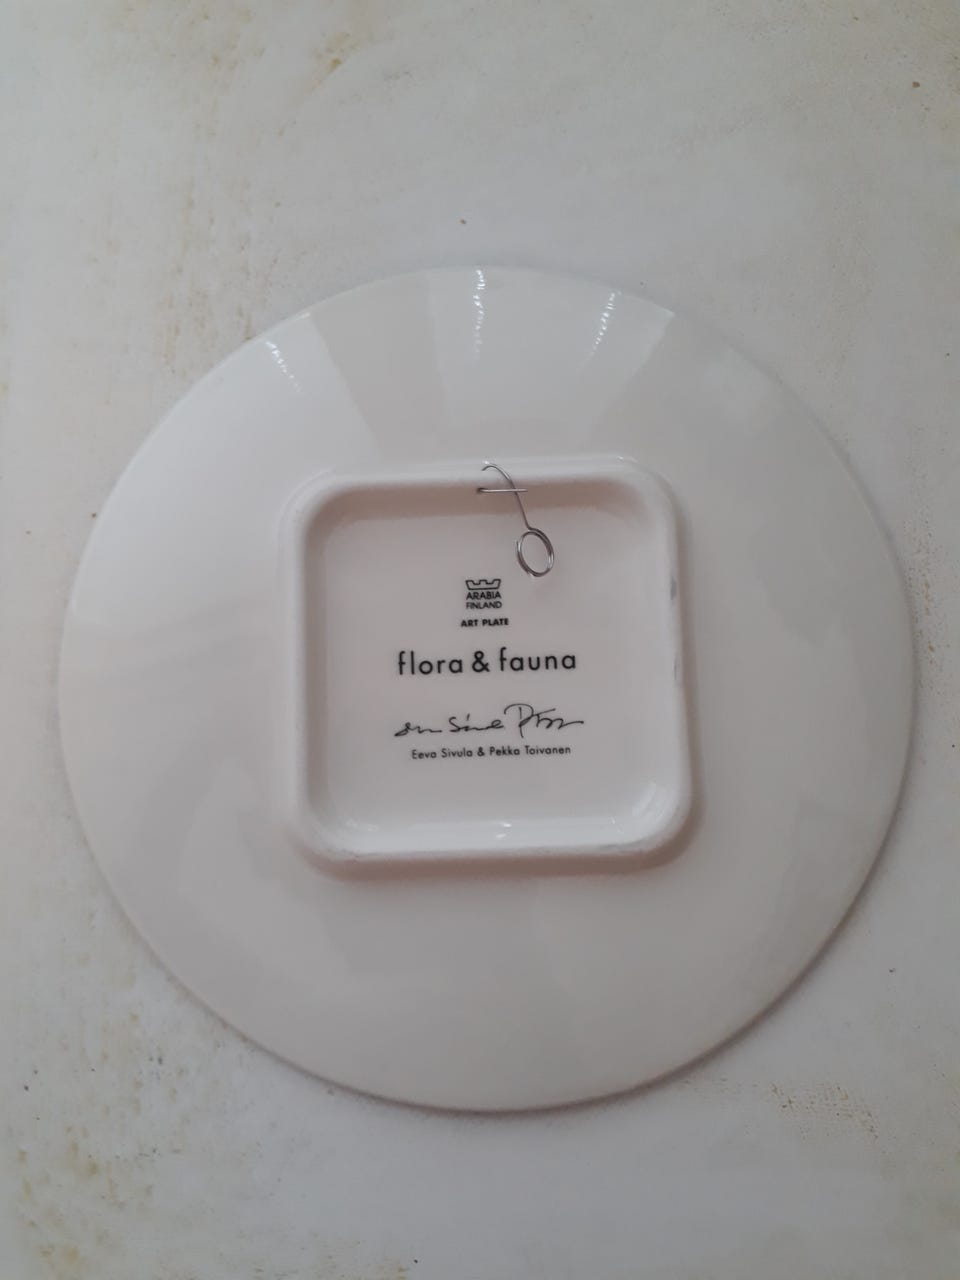 ARABIA
FINLAND
ART PLATE
flora & fauna
Eeva Sivula & Pekka Toivanen